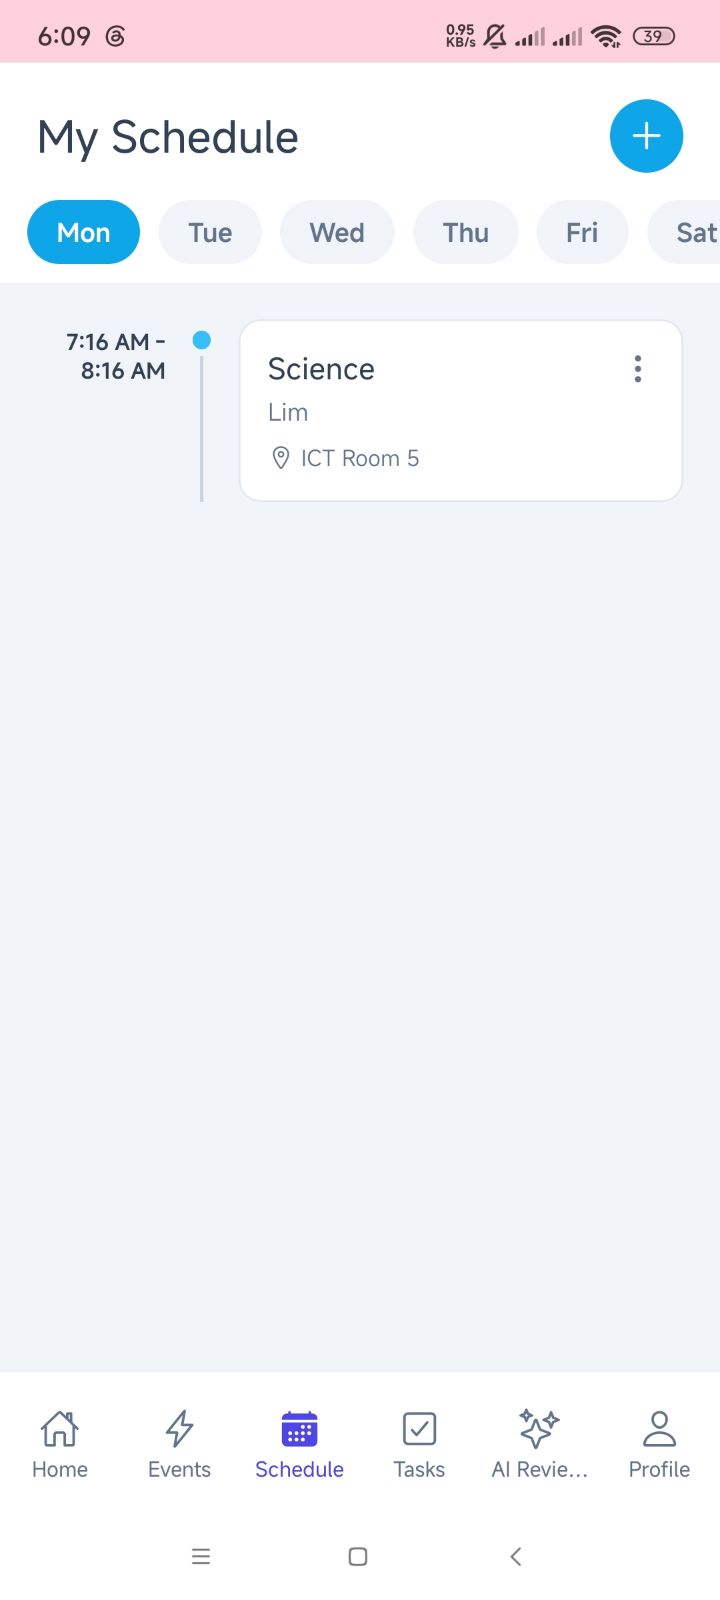 6:09
0.95 KB/s
39
My Schedule
Mon
Tue
Wed
Thu
Fri
Sat
7:16 AM -
8:16 AM
Science
Lim
ICT Room 5
Home
Events
Schedule
Tasks
AI Revie...
Profile